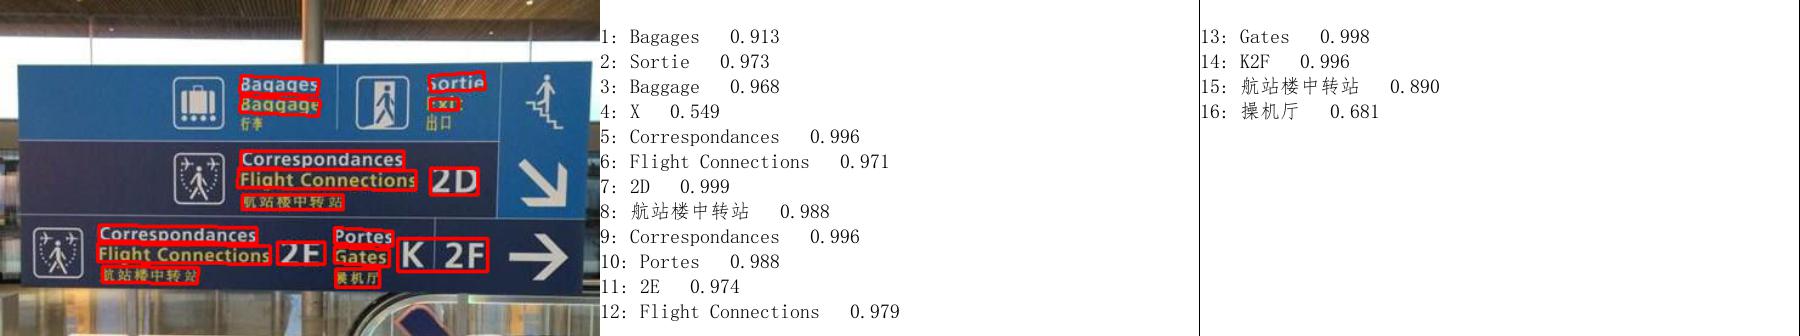 Bagages
Baggage
行李
Sortie
Exit
出口
Correspondances
Flight Connections
航站楼中转站
2D
Correspondances
Flight Connections
航站楼中转站
2E
Portes
Gates
K 2F
1: Bagages 0.913
2: Sortie 0.973
3: Baggage 0.968
4: X 0.549
5: Correspondances 0.996
6: Flight Connections 0.971
7: 2D 0.999
8: 航站楼中转站 0.988
9: Correspondances 0.996
10: Portes 0.988
11: 2E 0.974
12: Flight Connections 0.979
13: Gates 0.998
14: K2F 0.996
15: 航站楼中转站 0.890
16: 操机厅 0.681